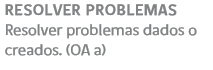 RESOLVER PROBLEMAS
Resolver problemas dados o
creados. (OA a)